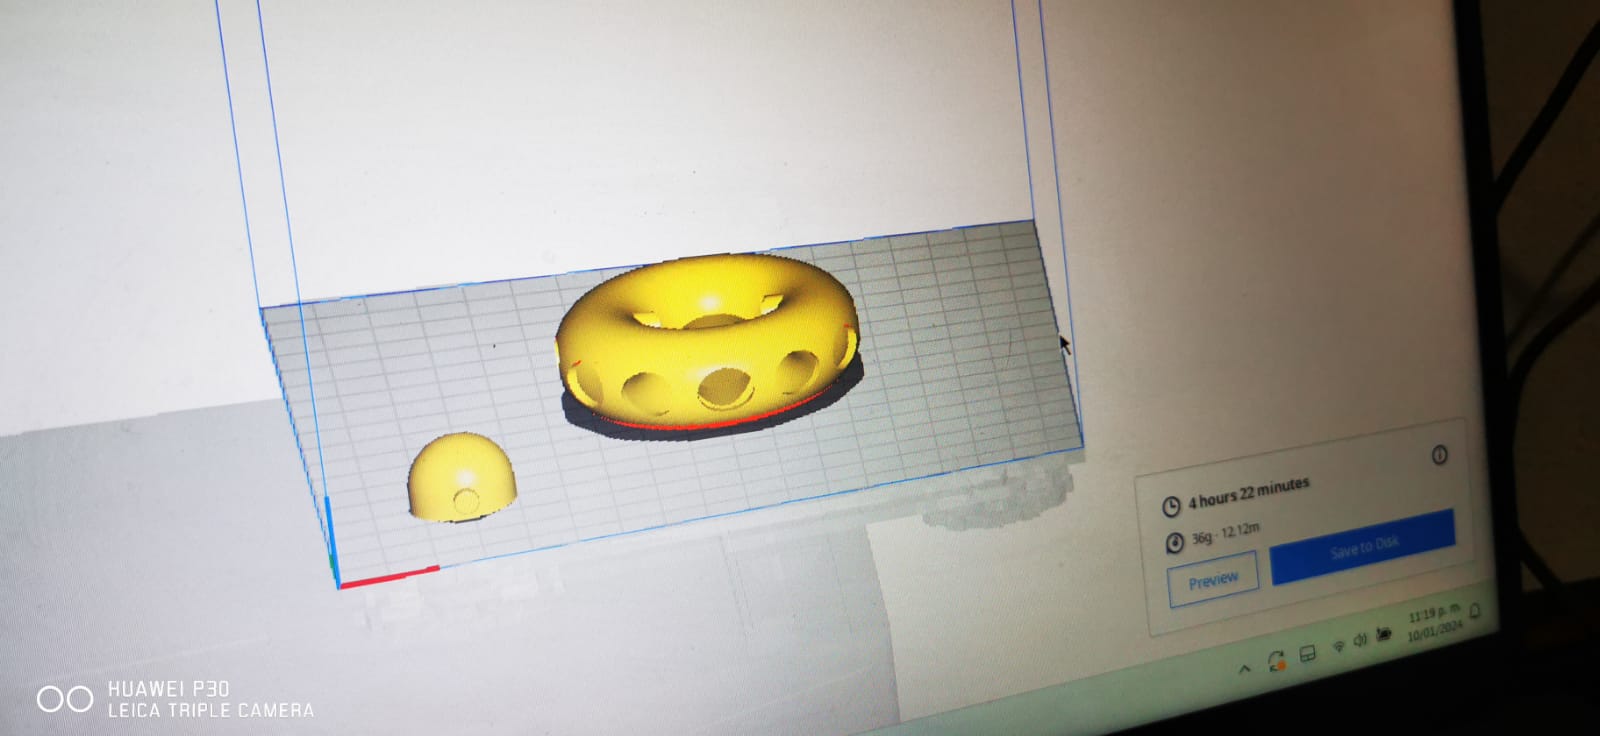 4 hours 22 minutes
36g · 12.12m
Preview
Save to Disk
11:19 p. m.
10/01/2024
HUAWEI P30
LEICA TRIPLE CAMERA